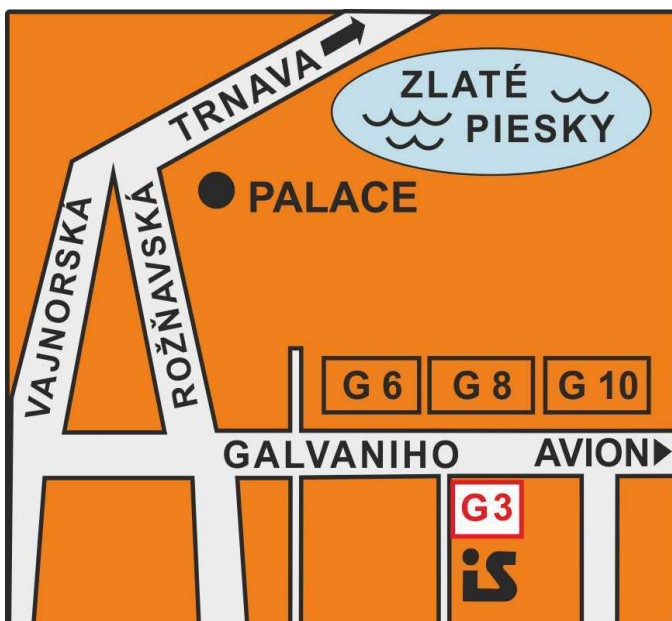 TRNAVA
ZLATÉ
PIESKY
PALACE
VAJNORSKÁ
ROŽŇAVSKÁ
G 6
G 8
G 10
GALVANIHO
AVION
G3
is